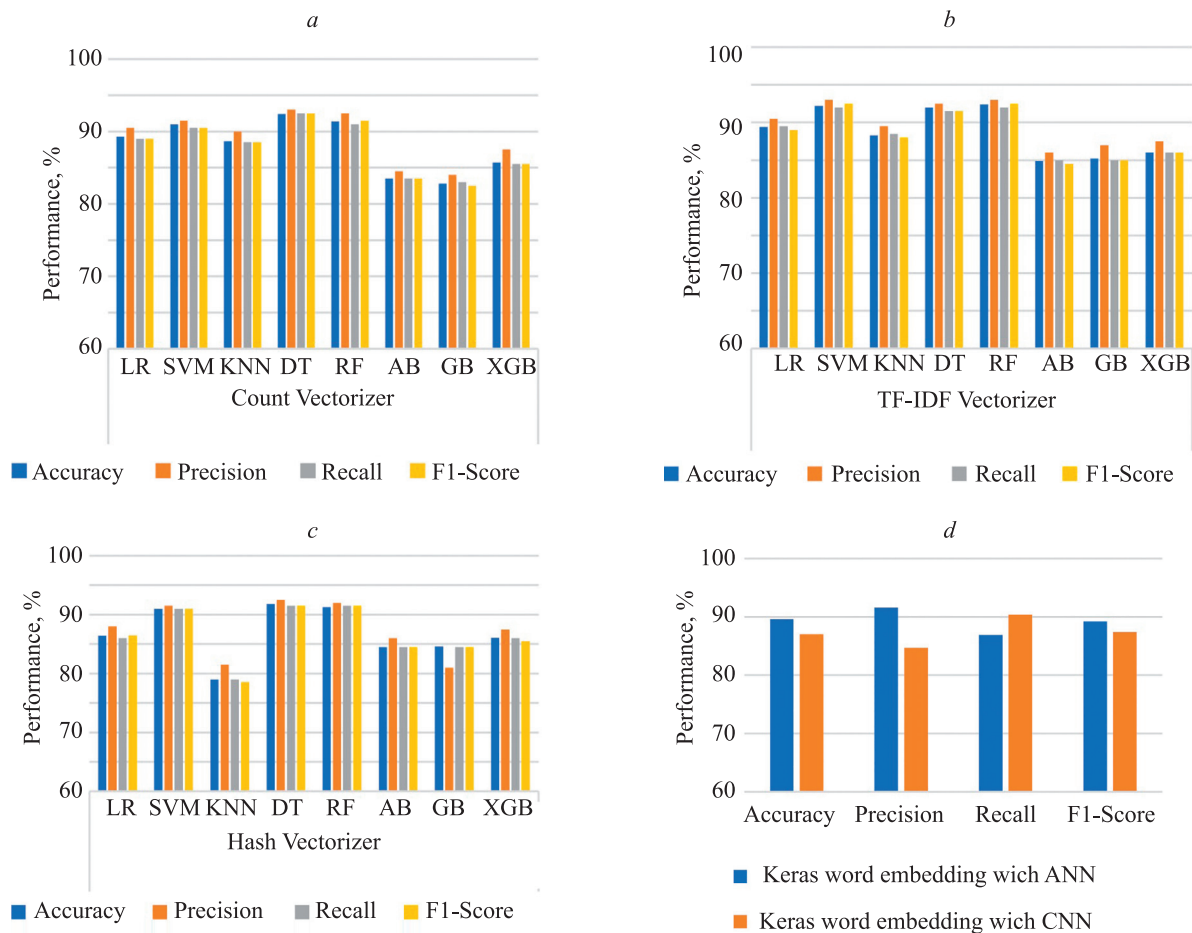 a
Performance, %
100
90
80
70
60
LR SVM KNN DT RF AB GB XGB
Count Vectorizer
Accuracy Precision Recall F1-Score
b
Performance, %
100
90
80
70
60
LR SVM KNN DT RF AB GB XGB
TF-IDF Vectorizer
Accuracy Precision Recall F1-Score
c
Performance, %
100
90
80
70
60
LR SVM KNN DT RF AB GB XGB
Hash Vectorizer
Accuracy Precision Recall F1-Score
d
Performance, %
100
90
80
70
60
Accuracy Precision Recall F1-Score
Keras word embedding wich ANN
Keras word embedding wich CNN